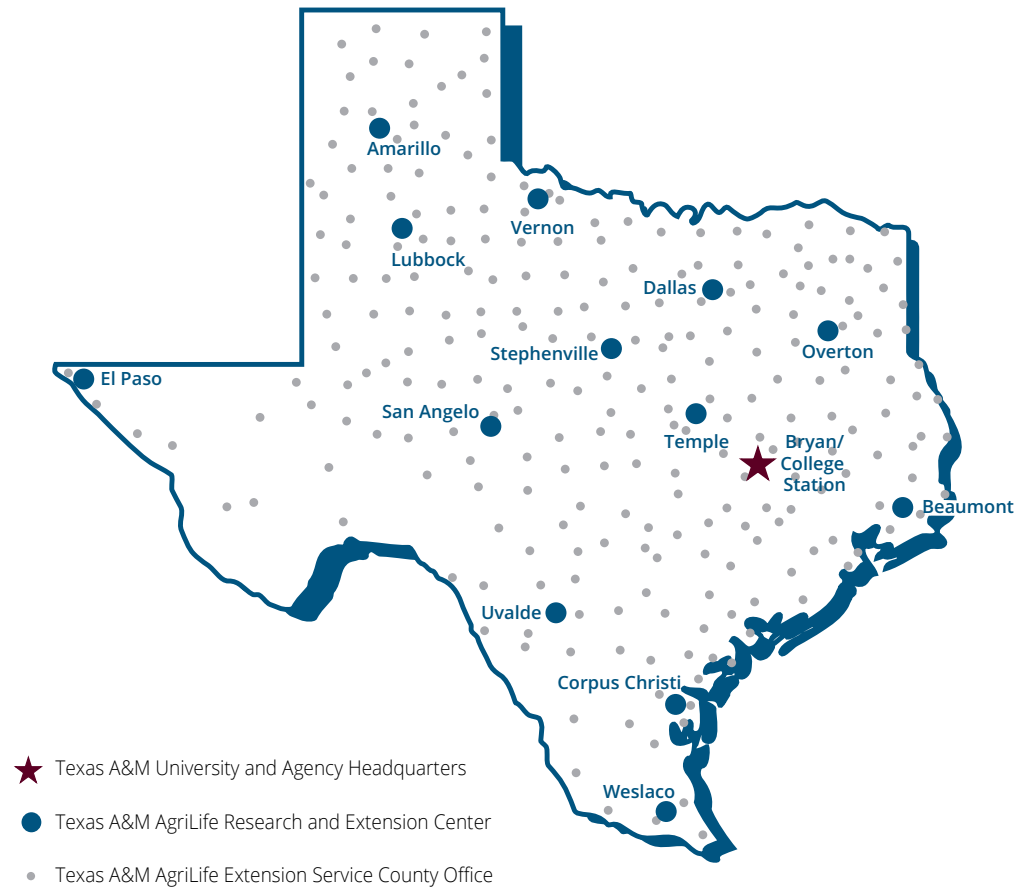 Amarillo
Vernon
Lubbock
Dallas
Stephenville
Overton
El Paso
San Angelo
Temple
Bryan/
College
Station
Beaumont
Uvalde
Corpus Christi
Weslaco
Texas A&M University and Agency Headquarters
Texas A&M AgriLife Research and Extension Center
Texas A&M AgriLife Extension Service County Office